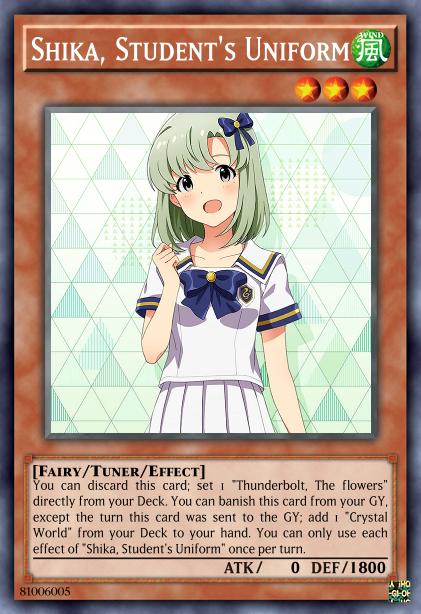 Shika, Student's Uniform
WIND
風
[Fairy/Tuner/Effect]
You can discard this card; set 1 "Thunderbolt, The flowers"
directly from your Deck. You can banish this card from your GY,
except the turn this card was sent to the GY; add 1 "Crystal
World" from your Deck to your hand. You can only use each
effect of "Shika, Student's Uniform" once per turn.
ATK/ 0 DEF/1800
81006005